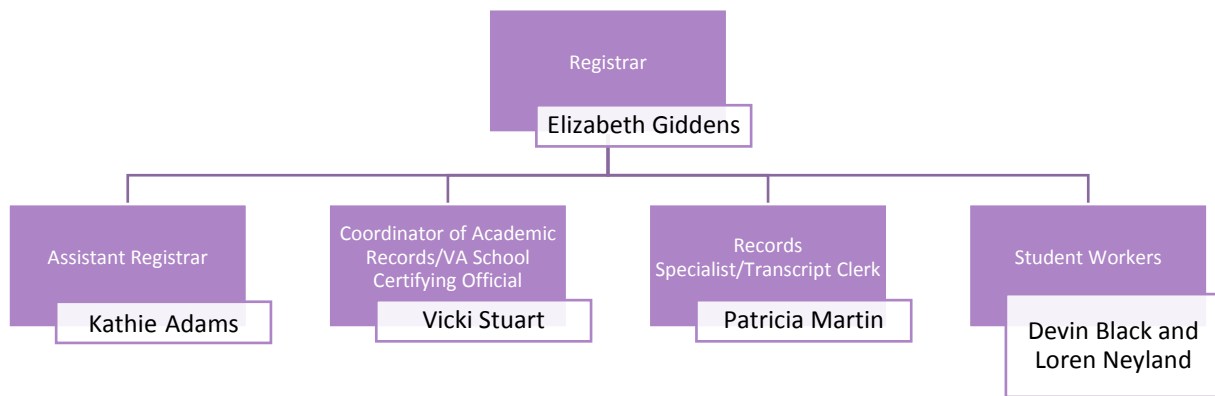 Registrar
Elizabeth Giddens
Assistant Registrar
Kathie Adams
Coordinator of Academic
Records/VA School
Certifying Official
Vicki Stuart
Records
Specialist/Transcript Clerk
Patricia Martin
Student Workers
Devin Black and
Loren Neyland